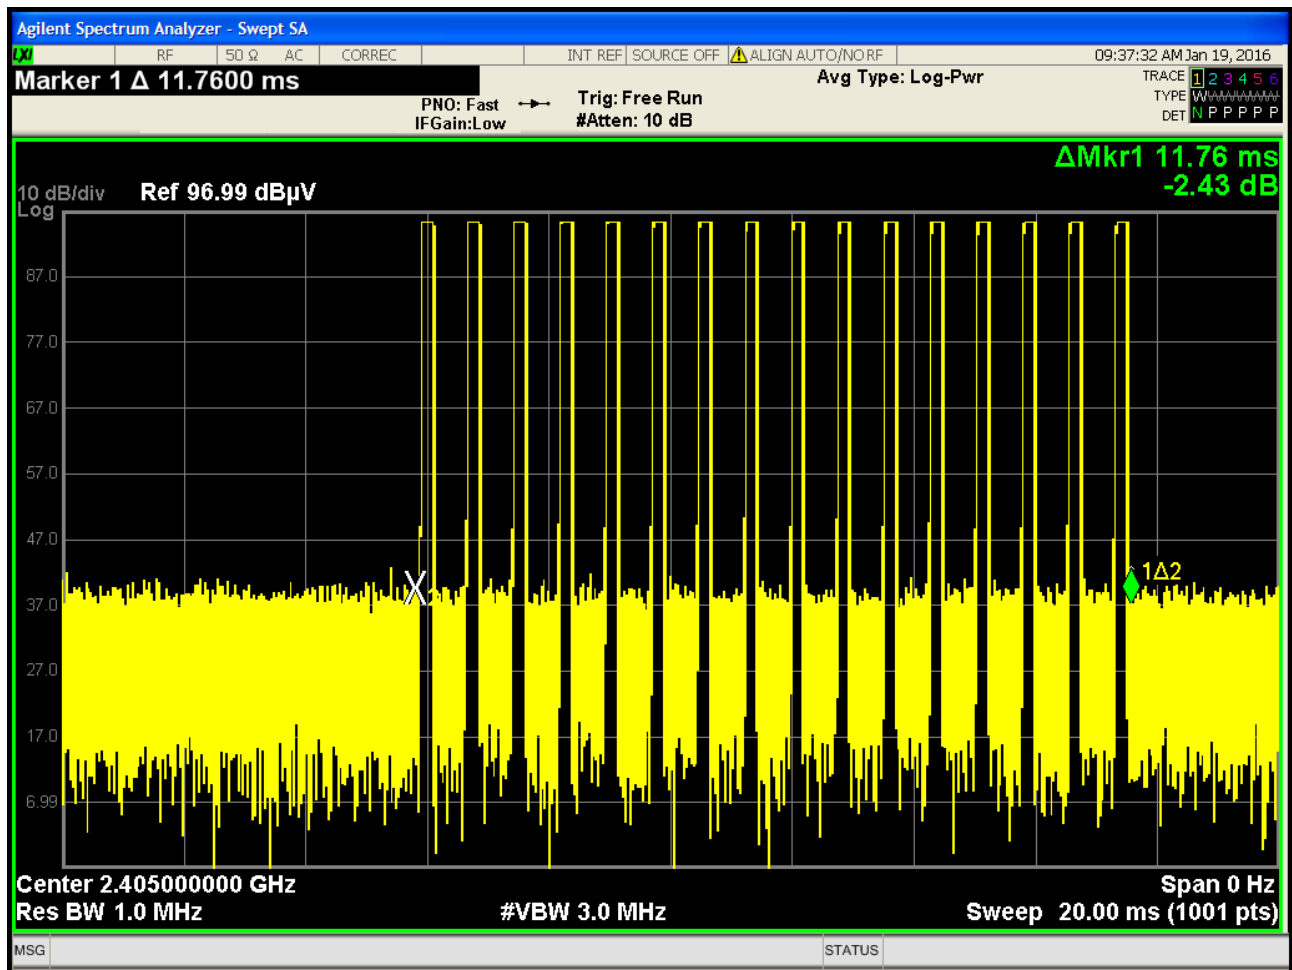 Agilent Spectrum Analyzer - Swept SA
LXI RF 50 Ω AC CORREC INT REF SOURCE OFF ALIGN AUTO/NO RF 09:37:32 AM Jan 19, 2016
Marker 1 Δ 11.7600 ms
PNO: Fast
IFGain:Low
Trig: Free Run
#Atten: 10 dB
Avg Type: Log-Pwr
TRACE 1 2 3 4 5 6
TYPE W
DET N P P P P P
ΔMkr1 11.76 ms
-2.43 dB
10 dB/div Ref 96.99 dBµV
Log
87.0
77.0
67.0
57.0
47.0
37.0
27.0
17.0
6.99
1Δ2
Center 2.405000000 GHz Span 0 Hz
Res BW 1.0 MHz #VBW 3.0 MHz Sweep 20.00 ms (1001 pts)
MSG STATUS